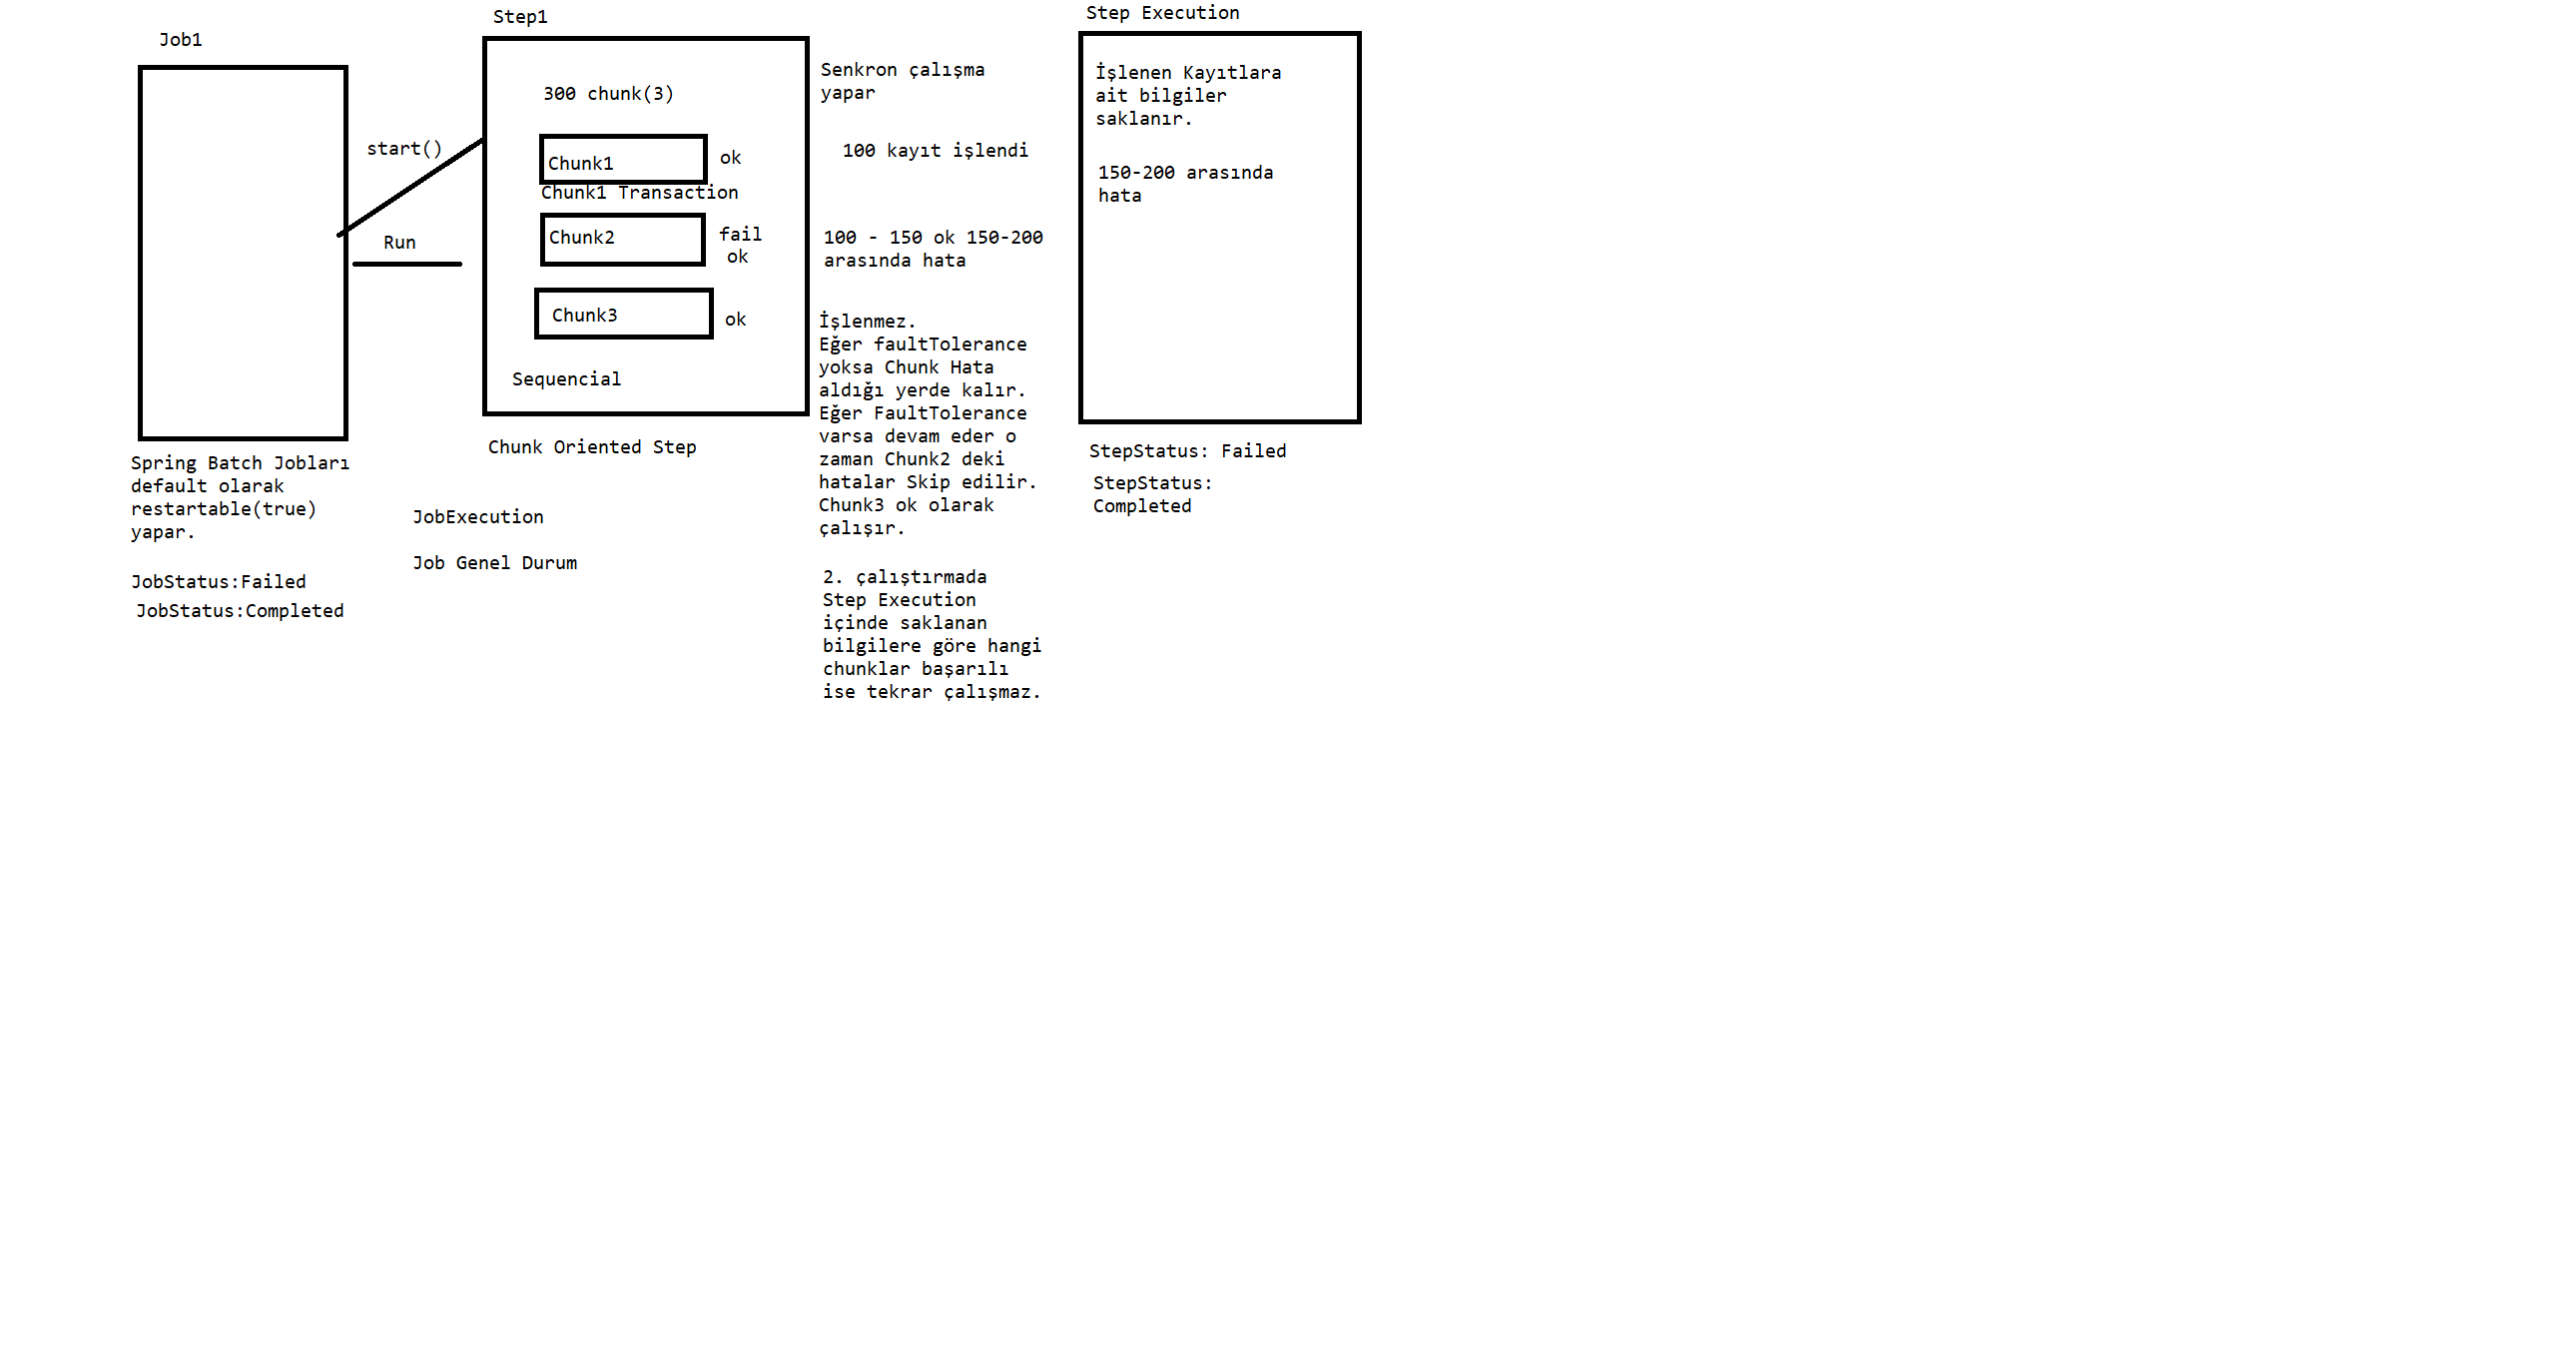 Job1
start()
Run
Spring Batch Jobları
default olarak
restartable(true)
yapar.
JobStatus:Failed
JobStatus:Completed
Step1
300 chunk(3)
Chunk1
ok
Chunk1 Transaction
Chunk2
fail
ok
Chunk3
ok
Sequencial
Chunk Oriented Step
JobExecution
Job Genel Durum
Senkron çalışma
yapar
100 kayıt işlendi
100 - 150 ok 150-200
arasında hata
İşlenmez.
Eğer faultTolerance
yoksa Chunk Hata
aldığı yerde kalır.
Eğer FaultTolerance
varsa devam eder o
zaman Chunk2 deki
hatalar Skip edilir.
Chunk3 ok olarak
çalışır.
2. çalıştırmada
Step Execution
içinde saklanan
bilgilere göre hangi
chunklar başarılı
ise tekrar çalışmaz.
Step Execution
İşlenen Kayıtlara
ait bilgiler
saklanır.
150-200 arasında
hata
StepStatus: Failed
StepStatus:
Completed